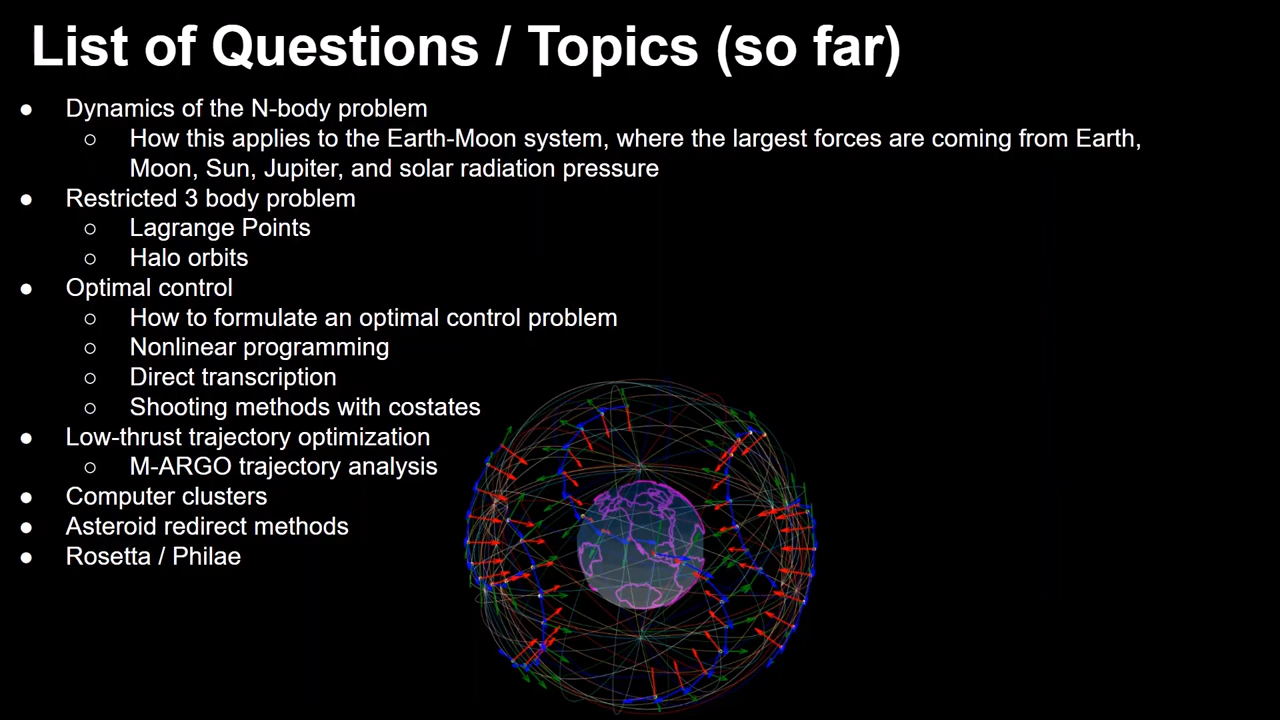 List of Questions / Topics (so far)
● Dynamics of the N-body problem
○ How this applies to the Earth-Moon system, where the largest forces are coming from Earth,
Moon, Sun, Jupiter, and solar radiation pressure
● Restricted 3 body problem
○ Lagrange Points
○ Halo orbits
● Optimal control
○ How to formulate an optimal control problem
○ Nonlinear programming
○ Direct transcription
○ Shooting methods with costates
● Low-thrust trajectory optimization
○ M-ARGO trajectory analysis
● Computer clusters
● Asteroid redirect methods
● Rosetta / Philae